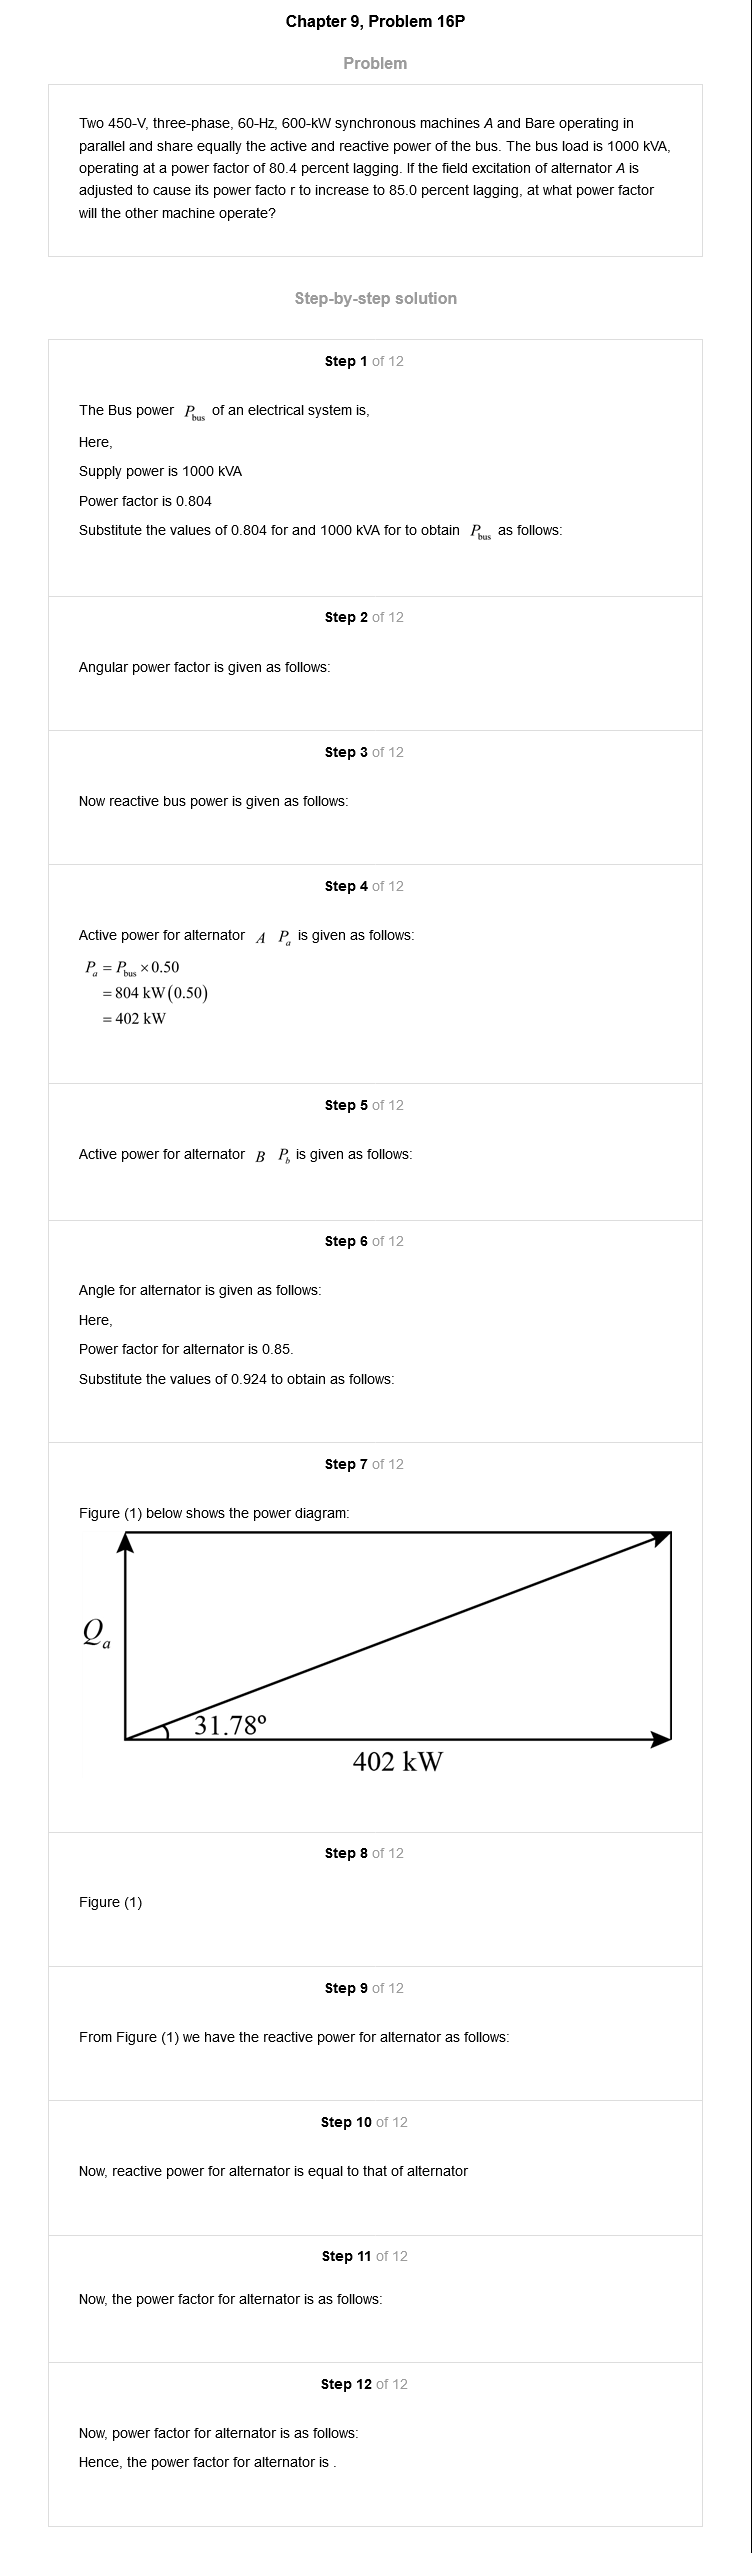 Chapter 9, Problem 16P
Problem
Two 450-V, three-phase, 60-Hz, 600-kW synchronous machines A and Bare operating in
parallel and share equally the active and reactive power of the bus. The bus load is 1000 kVA,
operating at a power factor of 80.4 percent lagging. If the field excitation of alternator A is
adjusted to cause its power facto r to increase to 85.0 percent lagging, at what power factor
will the other machine operate?
Step-by-step solution
Step 1 of 12
The Bus power P_bus of an electrical system is,
Here,
Supply power is 1000 kVA
Power factor is 0.804
Substitute the values of 0.804 for and 1000 kVA for to obtain P_bus as follows:
Step 2 of 12
Angular power factor is given as follows:
Step 3 of 12
Now reactive bus power is given as follows:
Step 4 of 12
Active power for alternator A P_a is given as follows:
P_a = P_bus × 0.50
= 804 kW(0.50)
= 402 kW
Step 5 of 12
Active power for alternator B P_b is given as follows:
Step 6 of 12
Angle for alternator is given as follows:
Here,
Power factor for alternator is 0.85.
Substitute the values of 0.924 to obtain as follows:
Step 7 of 12
Figure (1) below shows the power diagram:
Q_a
31.78º
402 kW
Step 8 of 12
Figure (1)
Step 9 of 12
From Figure (1) we have the reactive power for alternator as follows:
Step 10 of 12
Now, reactive power for alternator is equal to that of alternator
Step 11 of 12
Now, the power factor for alternator is as follows:
Step 12 of 12
Now, power factor for alternator is as follows:
Hence, the power factor for alternator is .